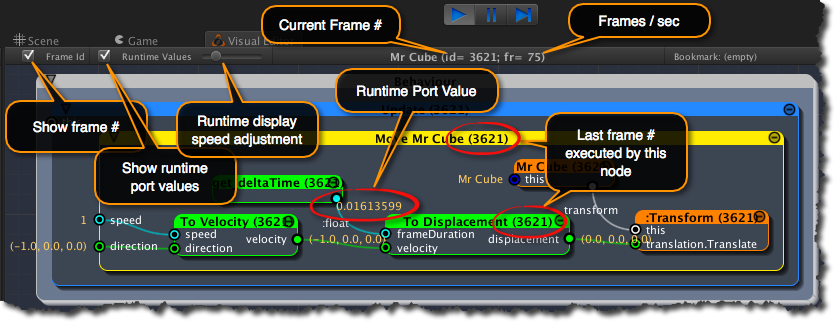 Current Frame #
Frames / sec
Scene
Game
Visual
Frame Id
Runtime Values
Mr Cube (id= 3621; fr= 75)
Bookmark: (empty)
Behaviour
Runtime Port Value
Show frame #
Runtime display
speed adjustment
Update (3521)
Move Mr Cube (3621)
Last frame #
executed by this
node
Show runtime
port values
get deltaTime (3621
Mr Cube
Mr Cube (3621
this
0.01613599
transform
1
speed
To Velocity (3621)
:float
To Displacement (3621)
:Transform (3621)
speed
frameDuration
this
(-1.0, 0.0, 0.0)
direction
direction
velocity
(-1.0, 0.0, 0.0)
velocity
displacement
(0.0, 0.0, 0.0)
translation.Translate